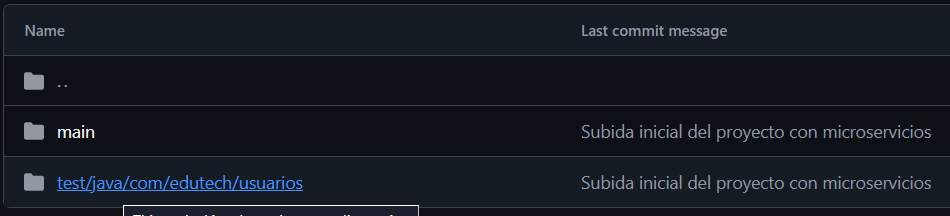 Name Last commit message
..
main Subida inicial del proyecto con microservicios
test/java/com/edutech/usuarios Subida inicial del proyecto con microservicios